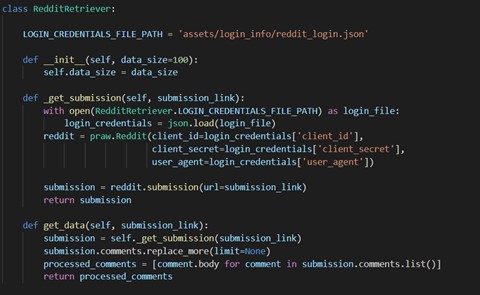 class RedditRetriever:
    LOGIN_CREDENTIALS_FILE_PATH = 'assets/login_info/reddit_login.json'
    def __init__(self, data_size=100):
        self.data_size = data_size
    def _get_submission(self, submission_link):
        with open(RedditRetriever.LOGIN_CREDENTIALS_FILE_PATH) as login_file:
            login_credentials = json.load(login_file)
        reddit = praw.Reddit(client_id=login_credentials['client_id'],
                             client_secret=login_credentials['client_secret'],
                             user_agent=login_credentials['user_agent'])
        submission = reddit.submission(url=submission_link)
        return submission
    def get_data(self, submission_link):
        submission = self._get_submission(submission_link)
        submission.comments.replace_more(limit=None)
        processed_comments = [comment.body for comment in submission.comments.list()]
        return processed_comments